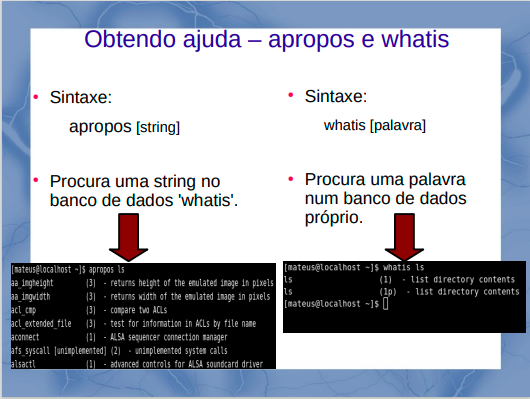 Obtendo ajuda – apropos e whatis
• Sintaxe:
apropos [string]
• Procura uma string no
banco de dados 'whatis'.
[mateus@localhost ~]$ apropos ls
aa_imgheight (3) - returns height of the emulated image in pixels
aa_imgwidth (3) - returns width of the emulated image in pixels
acl_cmp (3) - compare two ACLs
acl_extended_file (3) - test for information in ACLs by file name
aconnect (1) - ALSA sequencer connection manager
afs_syscall [unimplemented] (2) - unimplemented system calls
alsactl (1) - advanced controls for ALSA soundcard driver
• Sintaxe:
whatis [palavra]
• Procura uma palavra
num banco de dados
próprio.
[mateus@localhost ~]$ whatis ls
ls (1) - list directory contents
ls (1p) - list directory contents
[mateus@localhost ~]$